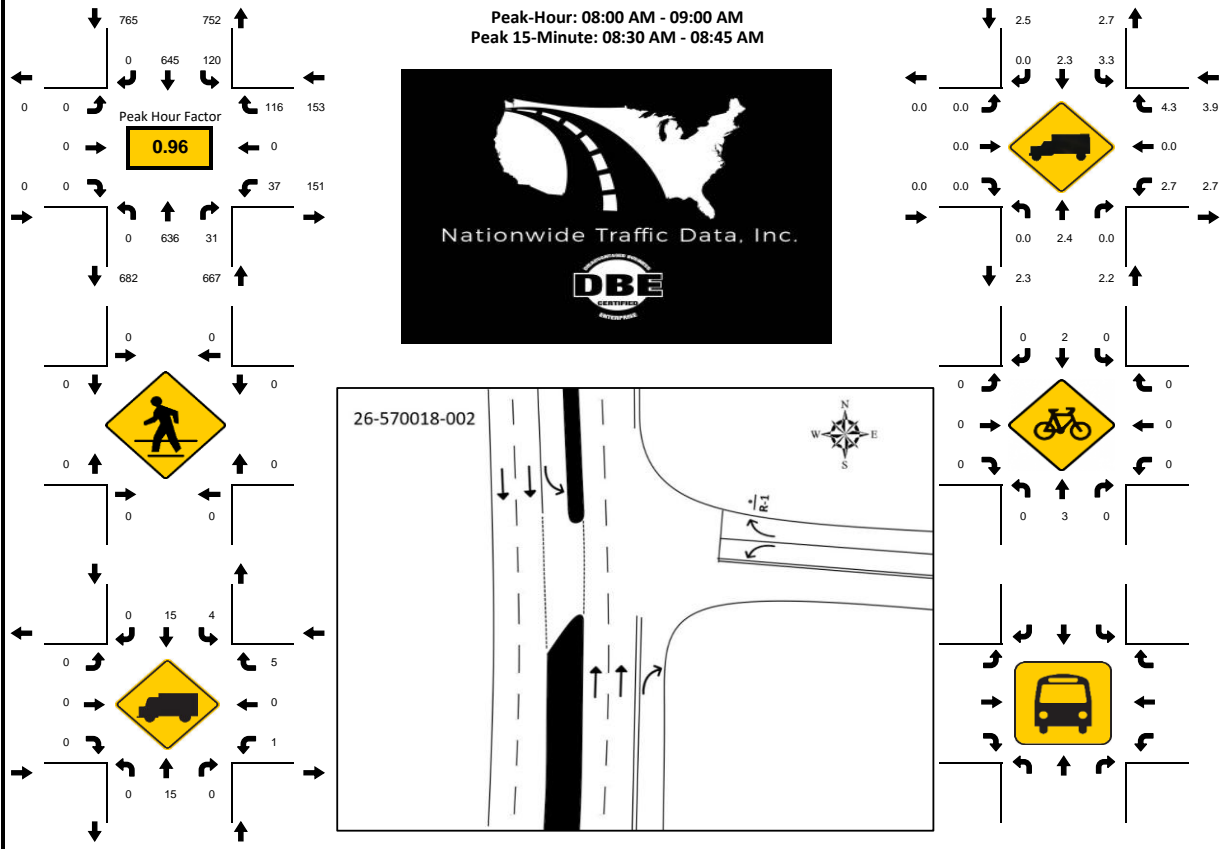 Peak-Hour: 08:00 AM - 09:00 AM
Peak 15-Minute: 08:30 AM - 08:45 AM
765 752
0 645 120
0 0 116 153
Peak Hour Factor
0.96
0 0
0 0 37 151
0 636 31
682 667
Nationwide Traffic Data, Inc.
DISADVANTAGED BUSINESS
DBE
CERTIFIED
ENTERPRISE
2.5 2.7
0.0 2.3 3.3
0.0 0.0 4.3 3.9
0.0 0.0
0.0 0.0 2.7 2.7
0.0 2.4 0.0
2.3 2.2
0 0
0 0
0 0
0 0
26-570018-002
N
W E
S
R-1
0 2 0
0 0
0 0
0 0
0 3 0
0 15 4
0 5
0 0
0 1
0 15 0